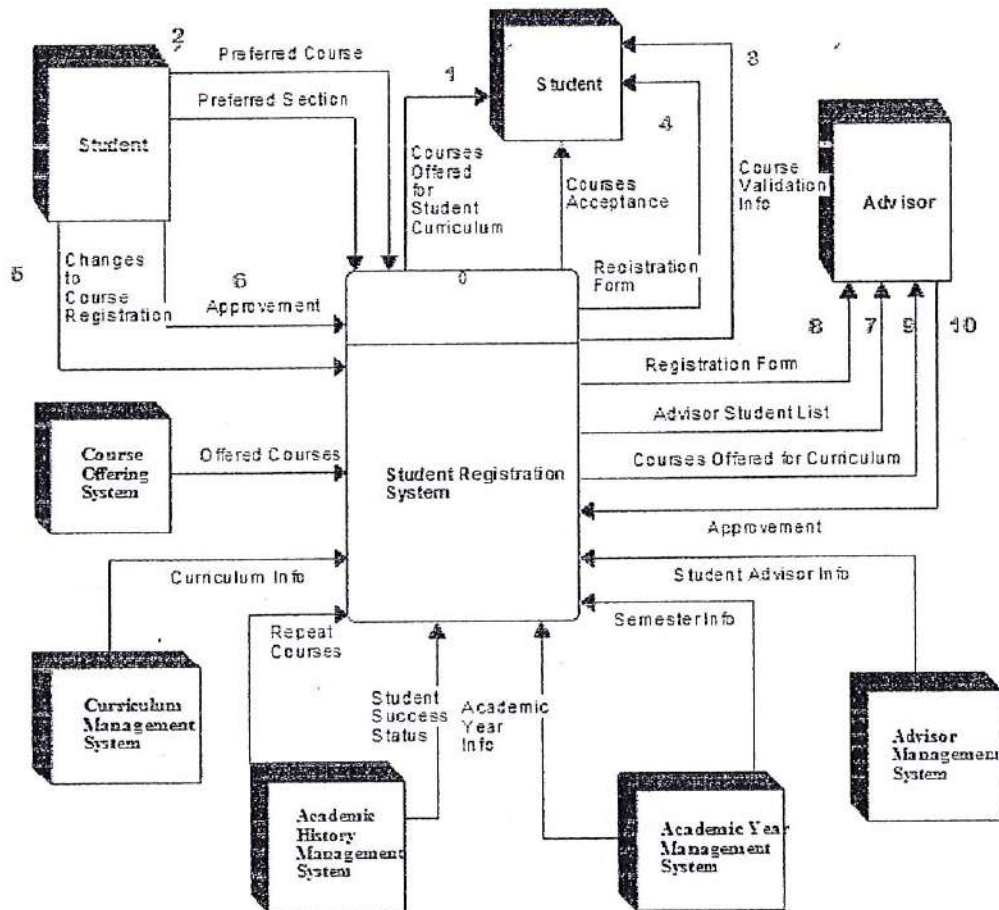 2
Preferred Course
Preferred Section
Student
1
Student
3
4
Courses
Offered
for
Student
Curriculum
Courses
Acceptance
Course
Validation
Info
Advisor
5
Changes
to
Course
Registration
6
Approvement
0
Registration
Form
8
7
9
10
Registration Form
Advisor Student List
Courses Offered for Curriculum
Approvement
Course
Offering
System
Offered Courses
Student Registration
System
Curriculum Info
Student Advisor Info
Repeat
Courses
Semester Info
Student
Success
Status
Academic
Year
Info
Curriculum
Management
System
Advisor
Management
System
Academic
History
Management
System
Academic Year
Management
System